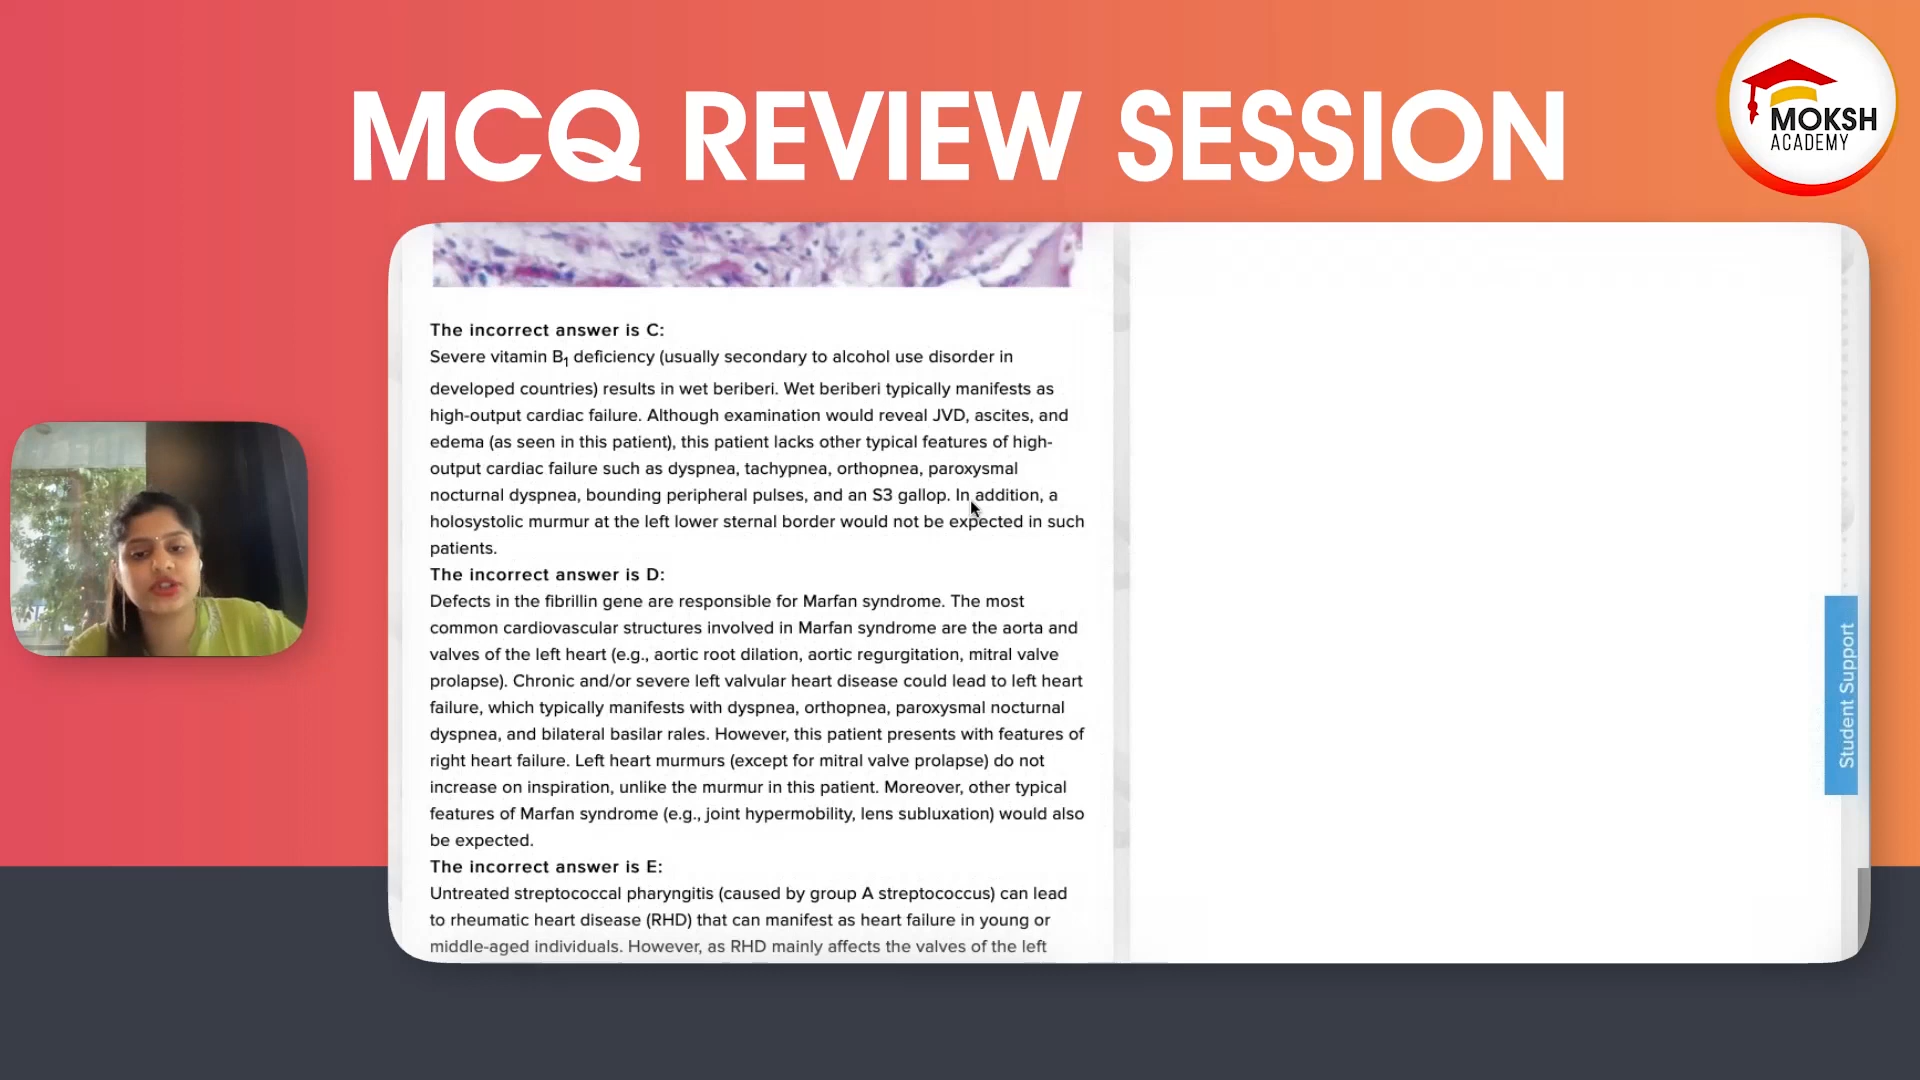 MCQ REVIEW SESSION
MOKSH
ACADEMY
The incorrect answer is C:
Severe vitamin B₁ deficiency (usually secondary to alcohol use disorder in
developed countries) results in wet beriberi. Wet beriberi typically manifests as
high-output cardiac failure. Although examination would reveal JVD, ascites, and
edema (as seen in this patient), this patient lacks other typical features of high-
output cardiac failure such as dyspnea, tachypnea, orthopnea, paroxysmal
nocturnal dyspnea, bounding peripheral pulses, and an S3 gallop. In addition, a
holosystolic murmur at the left lower sternal border would not be expected in such
patients.
The incorrect answer is D:
Defects in the fibrillin gene are responsible for Marfan syndrome. The most
common cardiovascular structures involved in Marfan syndrome are the aorta and
valves of the left heart (e.g., aortic root dilation, aortic regurgitation, mitral valve
prolapse). Chronic and/or severe left valvular heart disease could lead to left heart
failure, which typically manifests with dyspnea, orthopnea, paroxysmal nocturnal
dyspnea, and bilateral basilar rales. However, this patient presents with features of
right heart failure. Left heart murmurs (except for mitral valve prolapse) do not
increase on inspiration, unlike the murmur in this patient. Moreover, other typical
features of Marfan syndrome (e.g., joint hypermobility, lens subluxation) would also
be expected.
The incorrect answer is E:
Untreated streptococcal pharyngitis (caused by group A streptococcus) can lead
to rheumatic heart disease (RHD) that can manifest as heart failure in young or
middle-aged individuals. However, as RHD mainly affects the valves of the left
Student Support